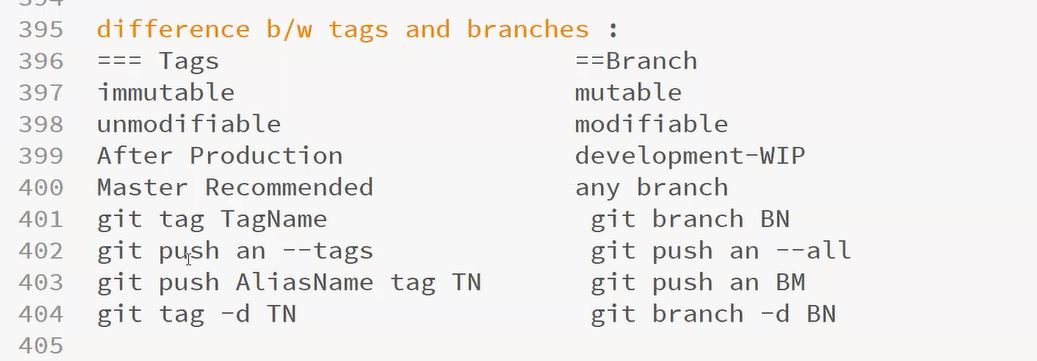 395 difference b/w tags and branches :
396 === Tags ==Branch
397 immutable mutable
398 unmodifiable modifiable
399 After Production development-WIP
400 Master Recommended any branch
401 git tag TagName git branch BN
402 git push an --tags git push an --all
403 git push AliasName tag TN git push an BM
404 git tag -d TN git branch -d BN
405